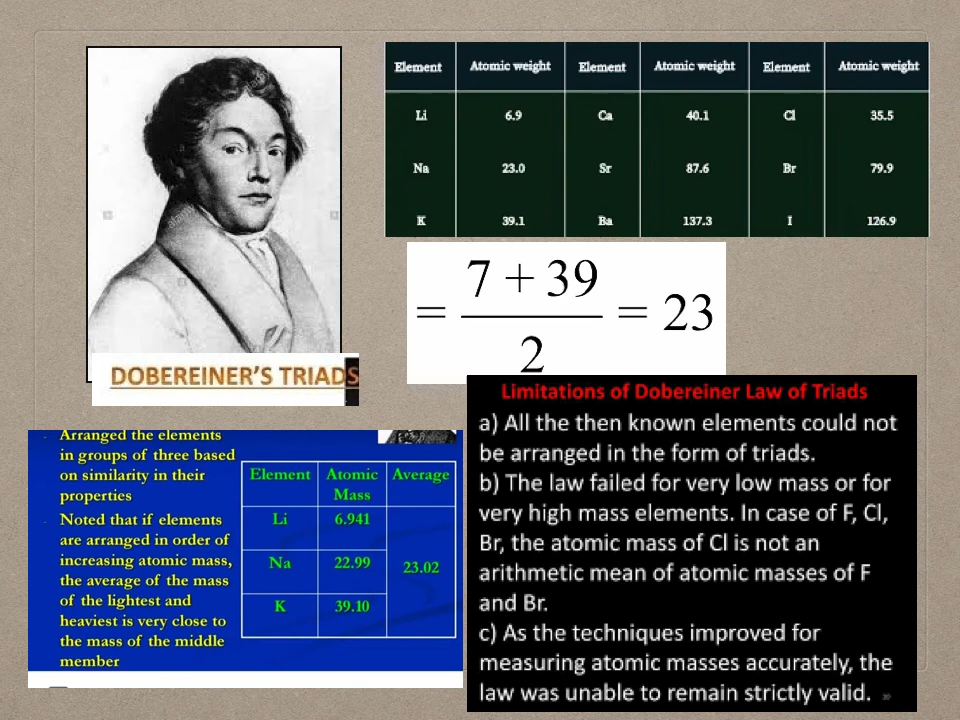 Element Atomic weight Element Atomic weight Element Atomic weight
Li 6.9 Ca 40.1 Cl 35.5
Na 23.0 Sr 87.6 Br 79.9
K 39.1 Ba 137.3 I 126.9
= 7 + 39 / 2 = 23
DOBEREINER'S TRIADS
- Arranged the elements
in groups of three based
on similarity in their
properties
- Noted that if elements
are arranged in order of
increasing atomic mass,
the average of the mass
of the lightest and
heaviest is very close to
the mass of the middle
member
Element Atomic Average
Mass
Li 6.941
Na 22.99 23.02
K 39.10
Limitations of Dobereiner Law of Triads
a) All the then known elements could not
be arranged in the form of triads.
b) The law failed for very low mass or for
very high mass elements. In case of F, Cl,
Br, the atomic mass of Cl is not an
arithmetic mean of atomic masses of F
and Br.
c) As the techniques improved for
measuring atomic masses accurately, the
law was unable to remain strictly valid.